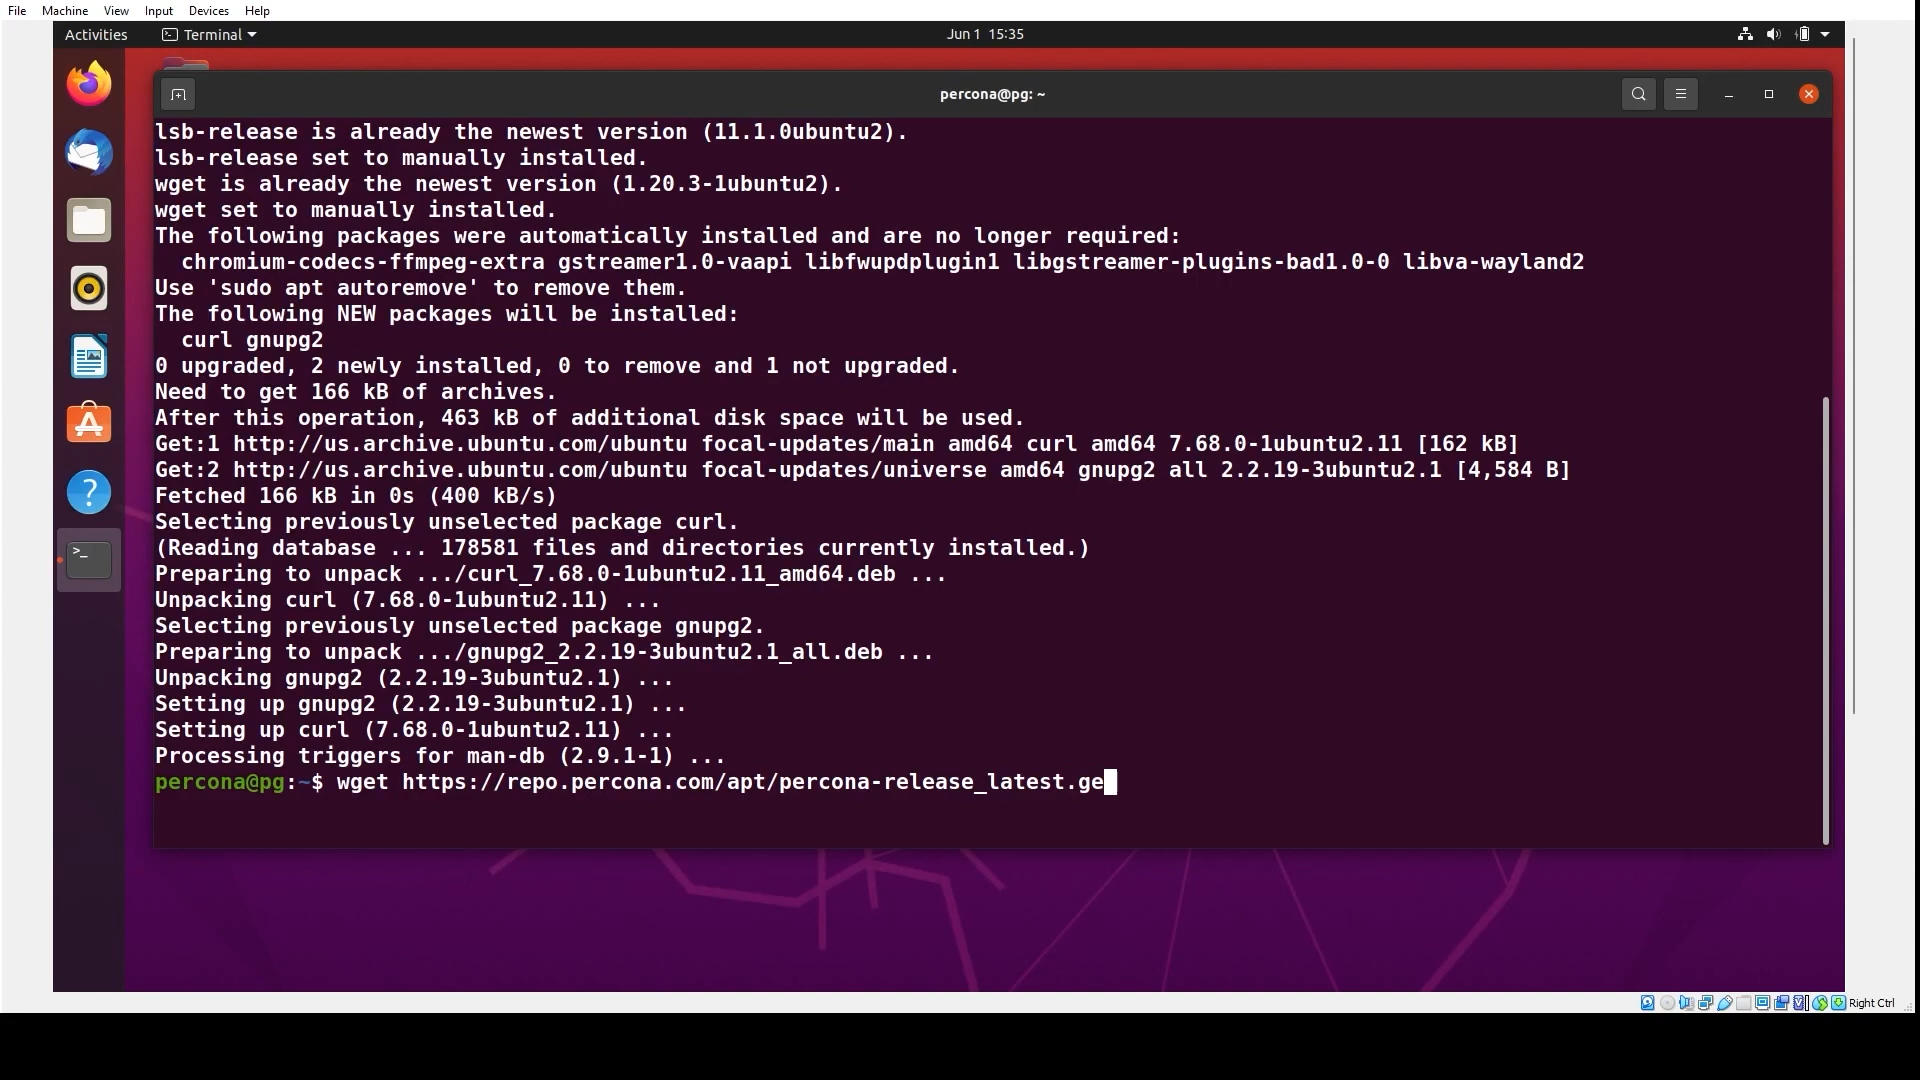 File Machine View Input Devices Help
Activities Terminal Jun 1 15:35
percona@pg: ~
lsb-release is already the newest version (11.1.0ubuntu2).
lsb-release set to manually installed.
wget is already the newest version (1.20.3-1ubuntu2).
wget set to manually installed.
The following packages were automatically installed and are no longer required:
  chromium-codecs-ffmpeg-extra gstreamer1.0-vaapi libfwupdplugin1 libgstreamer-plugins-bad1.0-0 libva-wayland2
Use 'sudo apt autoremove' to remove them.
The following NEW packages will be installed:
  curl gnupg2
0 upgraded, 2 newly installed, 0 to remove and 1 not upgraded.
Need to get 166 kB of archives.
After this operation, 463 kB of additional disk space will be used.
Get:1 http://us.archive.ubuntu.com/ubuntu focal-updates/main amd64 curl amd64 7.68.0-1ubuntu2.11 [162 kB]
Get:2 http://us.archive.ubuntu.com/ubuntu focal-updates/universe amd64 gnupg2 all 2.2.19-3ubuntu2.1 [4,584 B]
Fetched 166 kB in 0s (400 kB/s)
Selecting previously unselected package curl.
(Reading database ... 178581 files and directories currently installed.)
Preparing to unpack .../curl_7.68.0-1ubuntu2.11_amd64.deb ...
Unpacking curl (7.68.0-1ubuntu2.11) ...
Selecting previously unselected package gnupg2.
Preparing to unpack .../gnupg2_2.2.19-3ubuntu2.1_all.deb ...
Unpacking gnupg2 (2.2.19-3ubuntu2.1) ...
Setting up gnupg2 (2.2.19-3ubuntu2.1) ...
Setting up curl (7.68.0-1ubuntu2.11) ...
Processing triggers for man-db (2.9.1-1) ...
percona@pg:~$ wget https://repo.percona.com/apt/percona-release_latest.ge
Right Ctrl